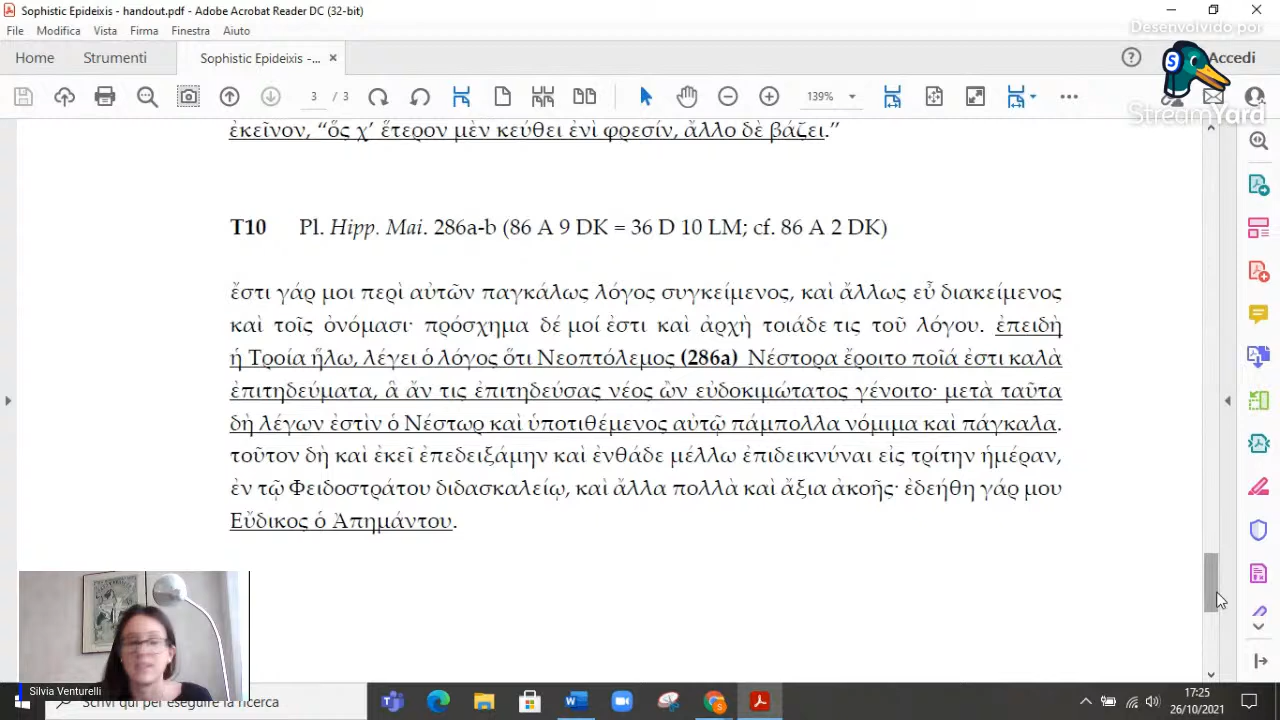 Sophistic Epideixis - handout.pdf - Adobe Acrobat Reader DC (32-bit)
File Modifica Vista Firma Finestra Aiuto
Desenvolvido por
Home Strumenti Sophistic Epideixis -... × ? Accedi
3 / 3 139%
StreamYard
ἐκεῖνον, “ὅς χ’ ἕτερον μὲν κεύθει ἐνὶ φρεσίν, ἄλλο δὲ βάζει.”
T10 Pl. Hipp. Mai. 286a-b (86 A 9 DK = 36 D 10 LM; cf. 86 A 2 DK)
ἔστι γάρ μοι περὶ αὐτῶν παγκάλως λόγος συγκείμενος, καὶ ἄλλως εὖ διακείμενος
καὶ τοῖς ὀνόμασι· πρόσχημα δέ μοί ἐστι καὶ ἀρχὴ τοιάδε τις τοῦ λόγου. ἐπειδὴ
ἡ Τροία ἥλω, λέγει ὁ λόγος ὅτι Νεοπτόλεμος (286a) Νέστορα ἔροιτο ποῖά ἐστι καλὰ
ἐπιτηδεύματα, ἃ ἄν τις ἐπιτηδεύσας νέος ὢν εὐδοκιμώτατος γένοιτο· μετὰ ταῦτα
δὴ λέγων ἐστὶν ὁ Νέστωρ καὶ ὑποτιθέμενος αὐτῷ πάμπολλα νόμιμα καὶ πάγκαλα.
τοῦτον δὴ καὶ ἐκεῖ ἐπεδειξάμην καὶ ἐνθάδε μέλλω ἐπιδεικνύναι εἰς τρίτην ἡμέραν,
ἐν τῷ Φειδοστράτου διδασκαλείῳ, καὶ ἄλλα πολλὰ καὶ ἄξια ἀκοῆς· ἐδεήθη γάρ μου
Εὔδικος ὁ Ἀπημάντου.
Silvia Venturelli
Scrivi qui per eseguire la ricerca
17:25
26/10/2021